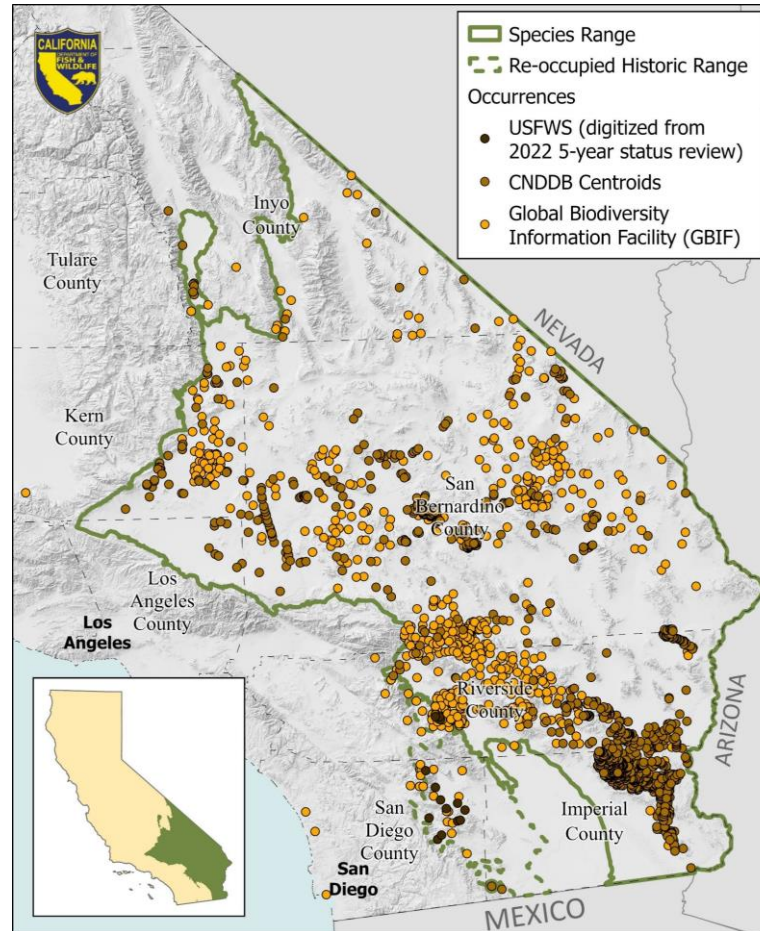 CALIFORNIA
DEPARTMENT OF
FISH &
WILDLIFE
Species Range
Re-occupied Historic Range
Occurrences
USFWS (digitized from
2022 5-year status review)
CNDDB Centroids
Global Biodiversity
Information Facility (GBIF)
Inyo
County
Tulare
County
NEVADA
Kern
County
San
Bernardino
County
Los
Angeles
County
Los
Angeles
Riverside
County
ARIZONA
San
Diego
County
Imperial
County
San
Diego
MEXICO